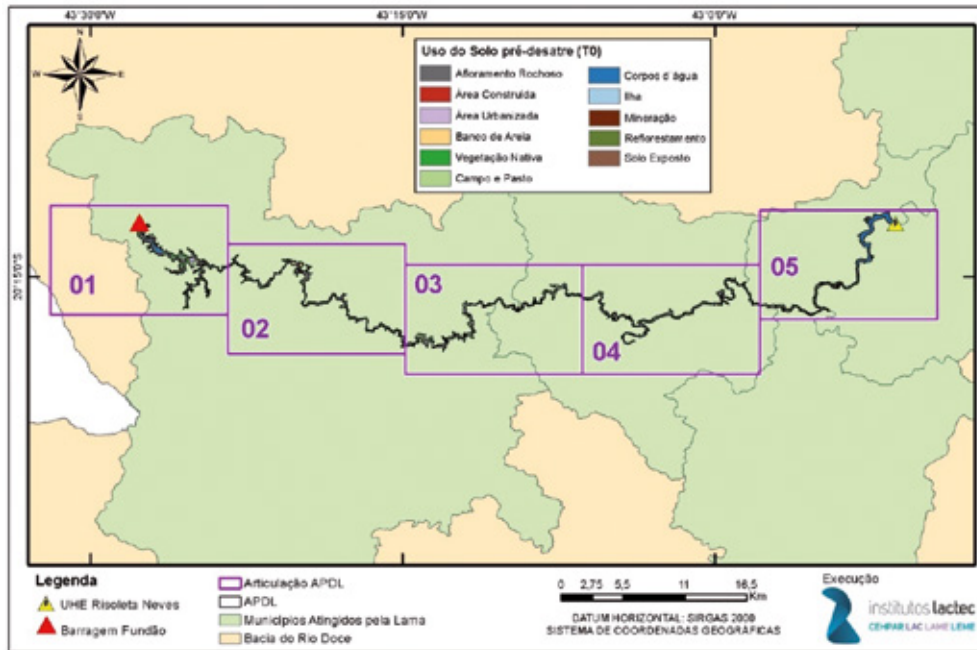 43°30'0"W 43°15'0"W 43°0'0"W
N
W E
S
Uso do Solo pré-desatre (T0)
Afloramento Rochoso
Área Construída
Área Urbanizada
Banco de Areia
Vegetação Nativa
Campo e Pasto
Corpos d'água
Ilha
Mineração
Reflorestamento
Solo Exposto
20°15'0"S
01
02
03
04
05
Legenda
UHE Risoleta Neves
Barragem Fundão
Articulação APDL
APDL
Municípios Atingidos pela Lama
Bacia do Rio Doce
0 2,75 5,5 11 16,5
Km
DATUM HORIZONTAL: SIRGAS 2000
SISTEMA DE COORDENADAS GEOGRÁFICAS
Execução
institutos lactec
CEHPAR LAC LAME LEME